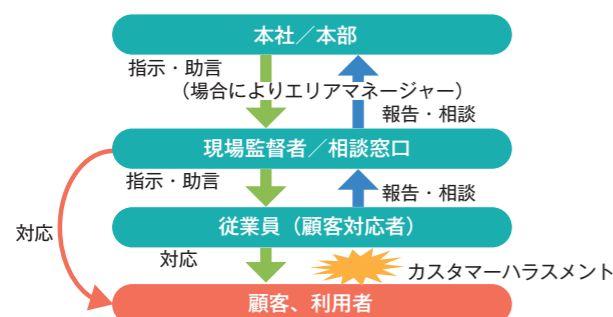 本社／本部
指示・助言
（場合によりエリアマネージャー）
報告・相談
現場監督者／相談窓口
指示・助言
報告・相談
従業員（顧客対応者）
対応
対応
カスタマーハラスメント
顧客、利用者